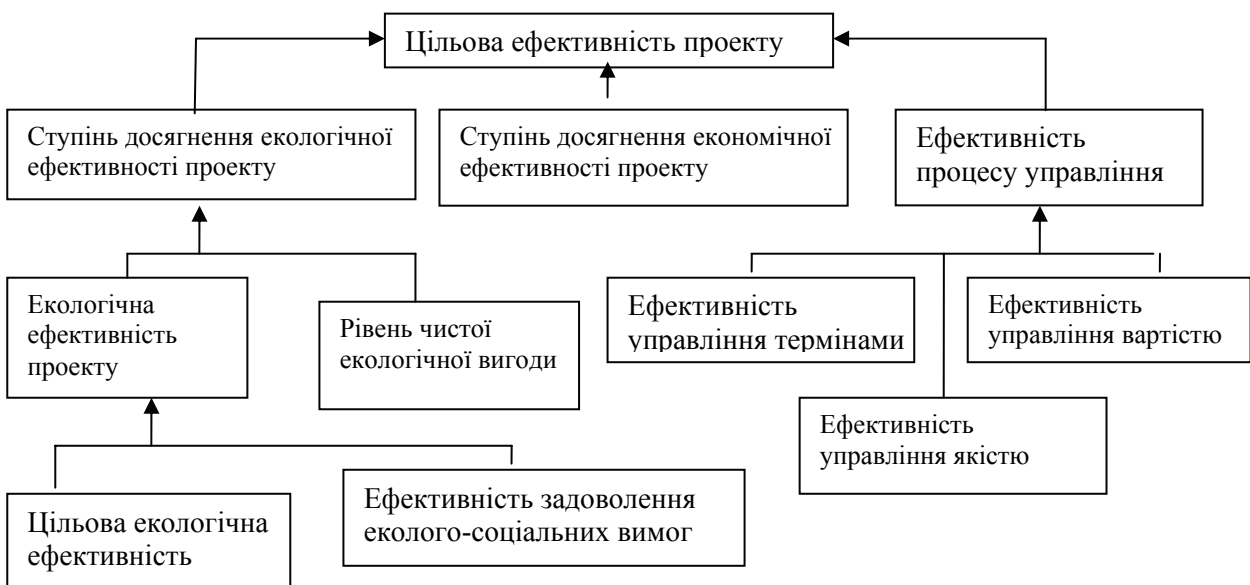 Цільова ефективність проекту
Ступінь досягнення екологічної
ефективності проекту
Ступінь досягнення економічної
ефективності проекту
Ефективність
процесу управління
Екологічна
ефективність
проекту
Рівень чистої
екологічної вигоди
Ефективність
управління термінами
Ефективність
управління вартістю
Ефективність
управління якістю
Цільова екологічна
ефективність
Ефективність задоволення
еколого-соціальних вимог